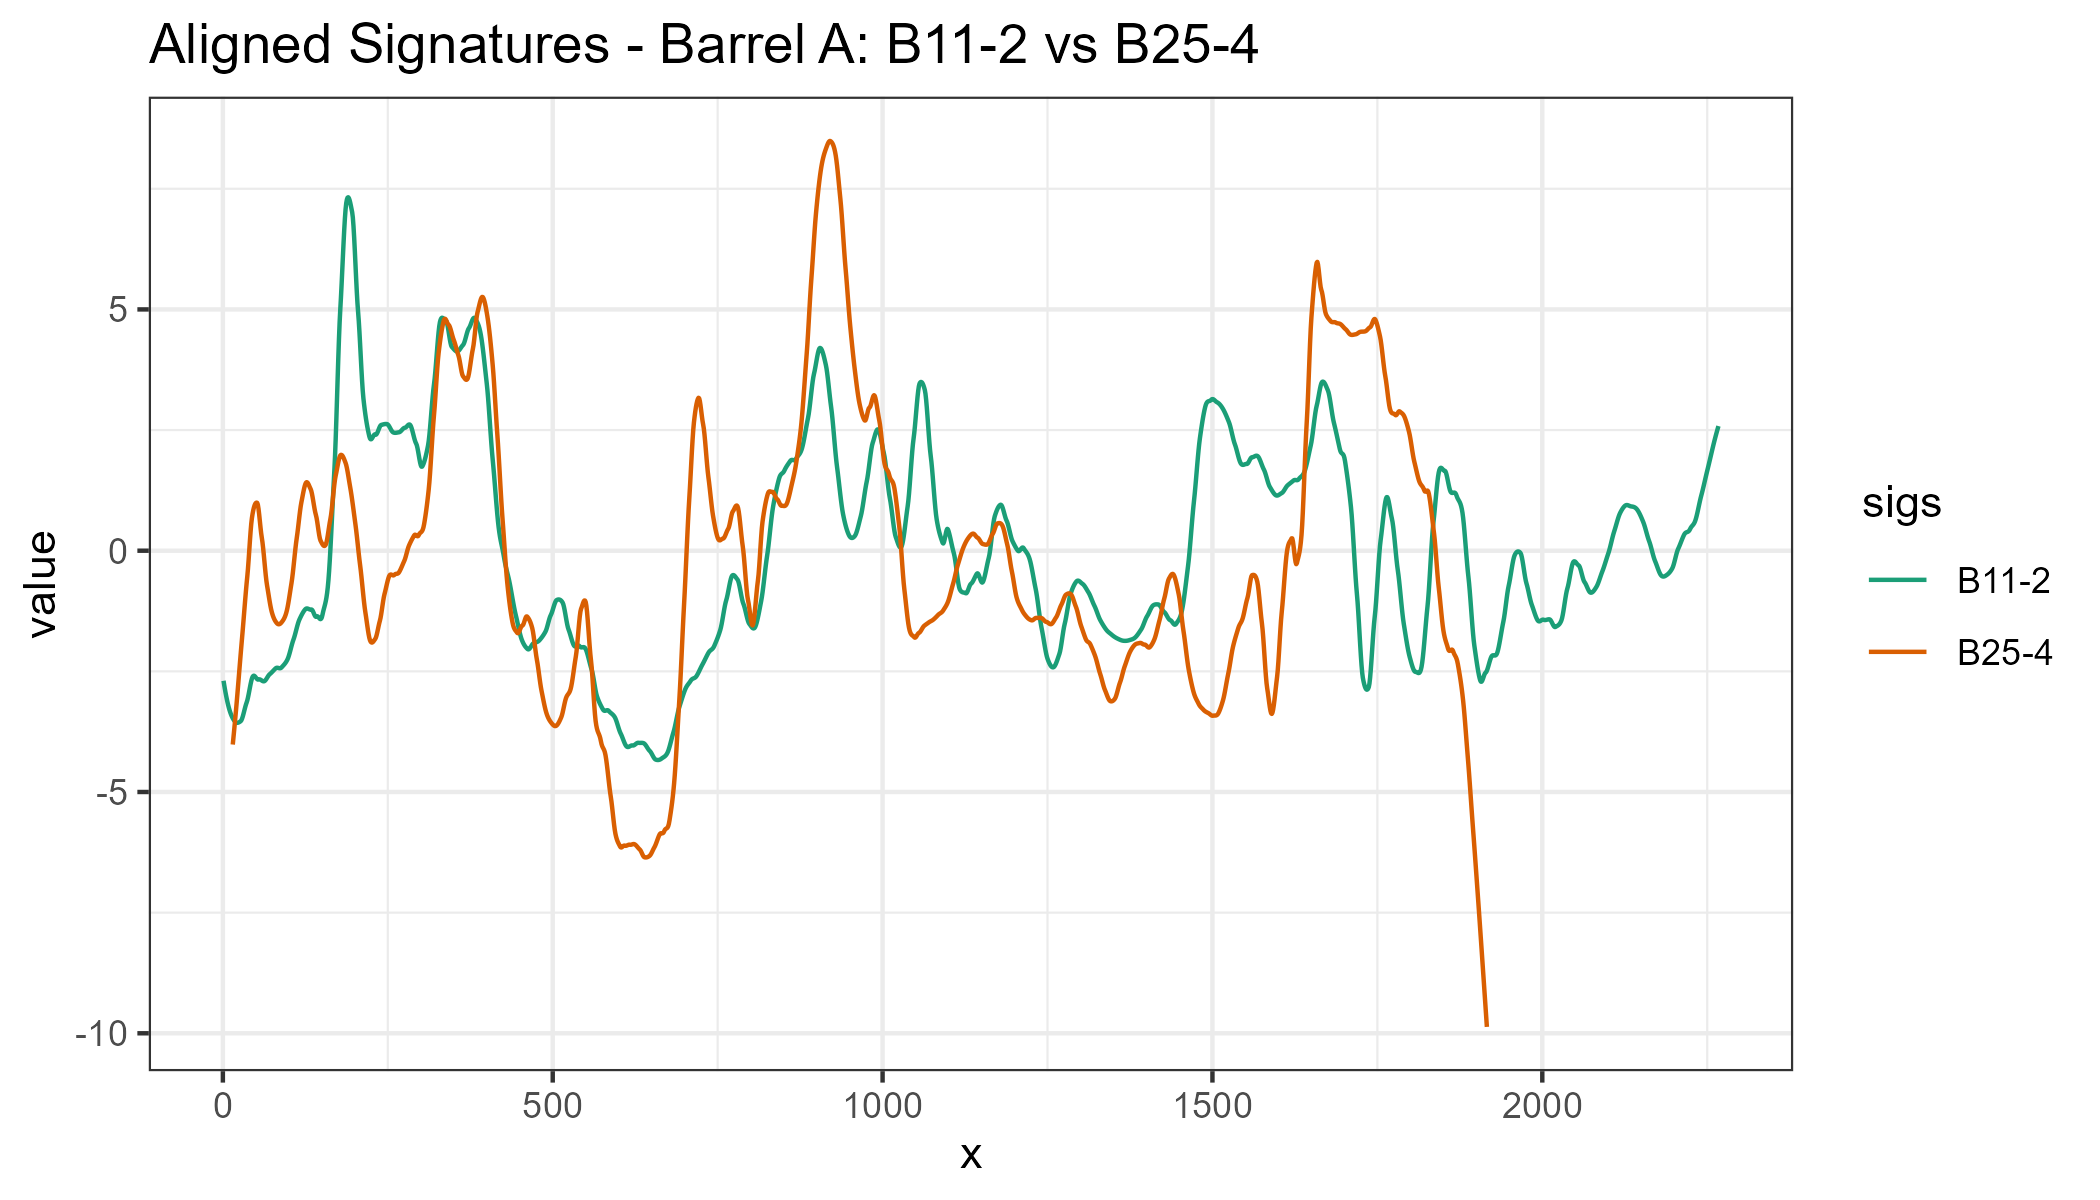 Aligned Signatures - Barrel A: B11-2 vs B25-4
value
5
0
-5
-10
0 500 1000 1500 2000
x
sigs
B11-2
B25-4